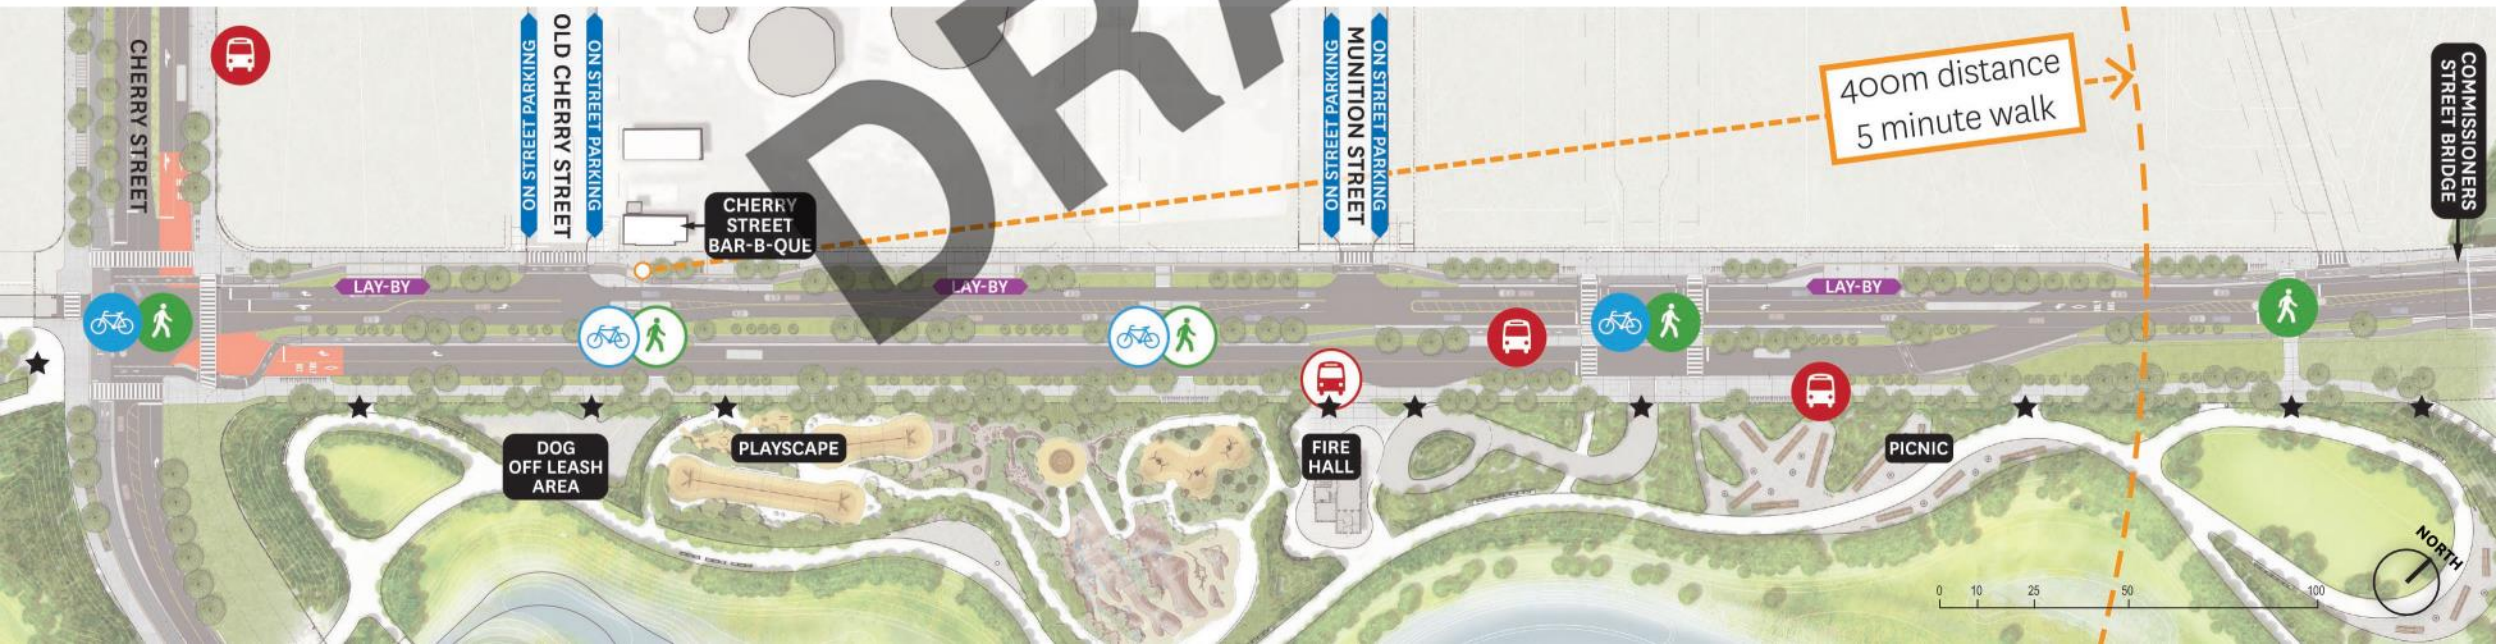 CHERRY STREET
ON STREET PARKING
OLD CHERRY STREET
ON STREET PARKING
CHERRY
STREET
BAR-B-QUE
DRA
ON STREET PARKING
MUNITION STREET
ON STREET PARKING
400m distance
5 minute walk
COMMISSIONERS
STREET BRIDGE
LAY-BY
LAY-BY
LAY-BY
DOG
OFF LEASH
AREA
PLAYSCAPE
FIRE
HALL
PICNIC
NORTH
0 10 25 50 100